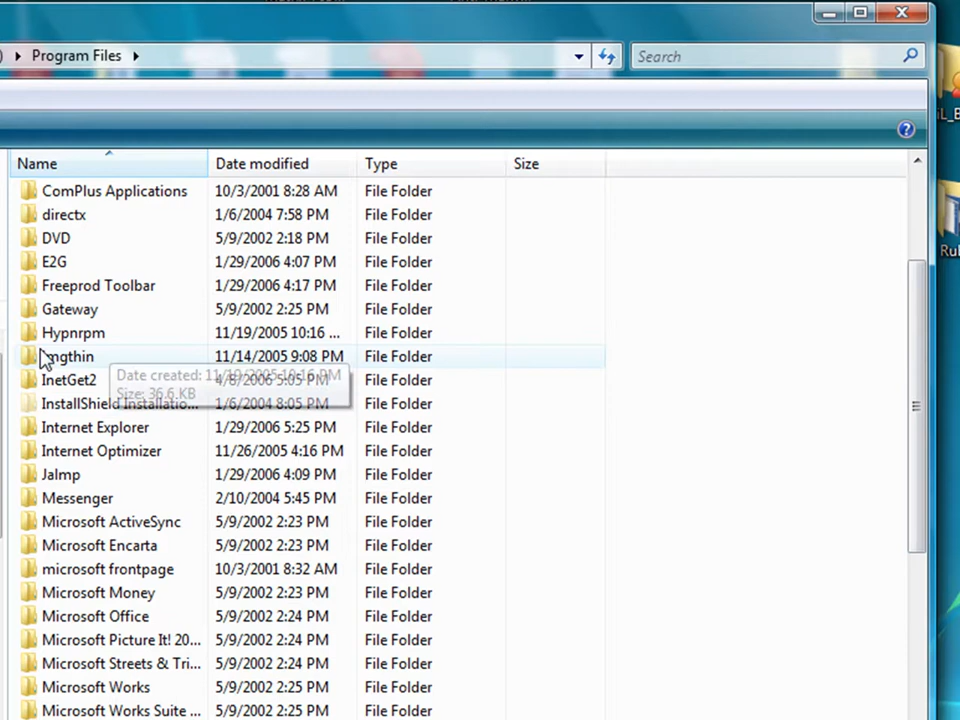 ) Program Files Search
Name Date modified Type Size
ComPlus Applications 10/3/2001 8:28 AM File Folder
directx 1/6/2004 7:58 PM File Folder
DVD 5/9/2002 2:18 PM File Folder
E2G 1/29/2006 4:07 PM File Folder
Freeprod Toolbar 1/29/2006 4:17 PM File Folder
Gateway 5/9/2002 2:25 PM File Folder
Hypnrpm 11/19/2005 10:16 ... File Folder
mgthin 11/14/2005 9:08 PM File Folder
Date created: 11/19/2005 10:16 PM
InetGet2 4/8/2006 5:05 PM File Folder
Size: 36.6 KB
InstallShield Installatio... 1/6/2004 8:05 PM File Folder
Internet Explorer 1/29/2006 5:25 PM File Folder
Internet Optimizer 11/26/2005 4:16 PM File Folder
Jalmp 1/29/2006 4:09 PM File Folder
Messenger 2/10/2004 5:45 PM File Folder
Microsoft ActiveSync 5/9/2002 2:23 PM File Folder
Microsoft Encarta 5/9/2002 2:23 PM File Folder
microsoft frontpage 10/3/2001 8:32 AM File Folder
Microsoft Money 5/9/2002 2:23 PM File Folder
Microsoft Office 5/9/2002 2:24 PM File Folder
Microsoft Picture It! 20... 5/9/2002 2:24 PM File Folder
Microsoft Streets & Tri... 5/9/2002 2:24 PM File Folder
Microsoft Works 5/9/2002 2:25 PM File Folder
Microsoft Works Suite ... 5/9/2002 2:25 PM File Folder